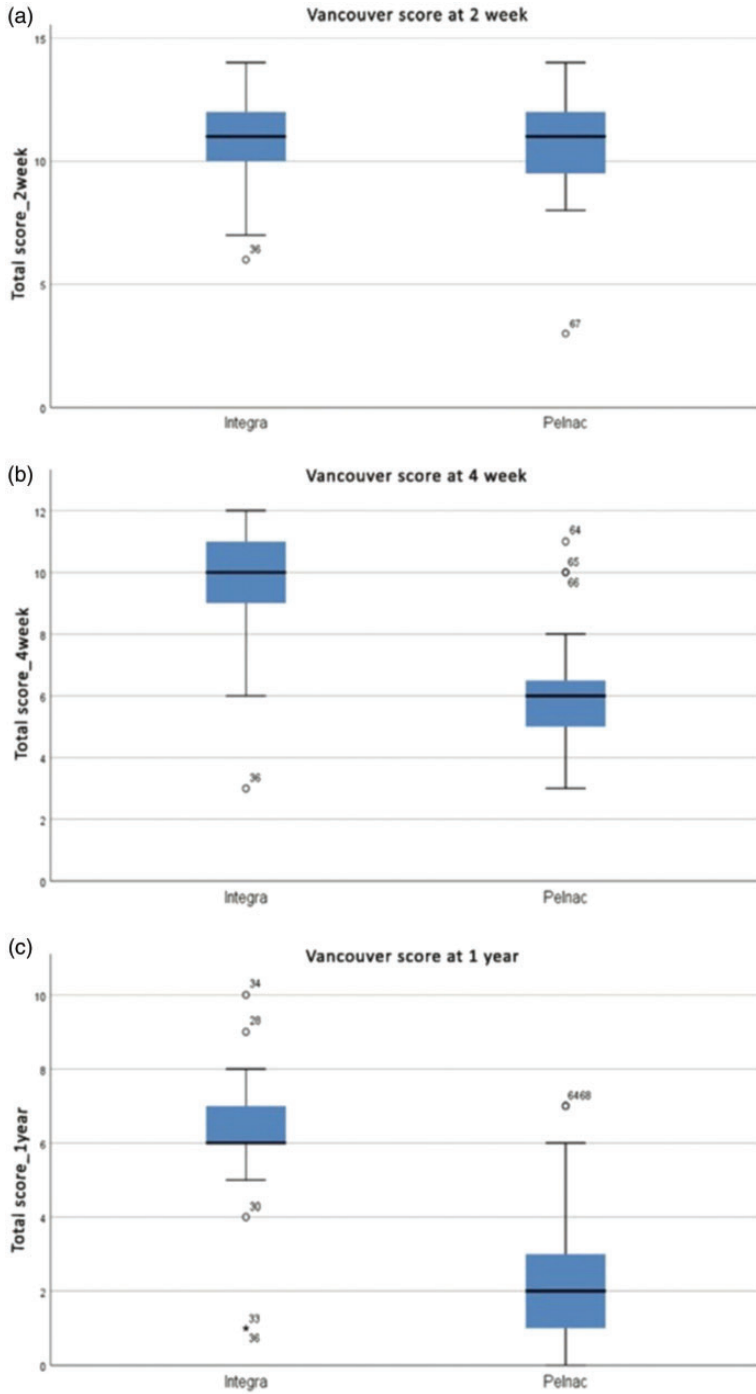 (a)
Vancouver score at 2 week
Total score_2week
15
10
5
0
36
67
Integra Pelnac
(b)
Vancouver score at 4 week
Total score_4week
12
10
8
6
4
2
0
64
65
66
36
Integra Pelnac
(c)
Vancouver score at 1 year
Total score_1year
10
8
6
4
2
0
34
28
6468
30
33
36
Integra Pelnac